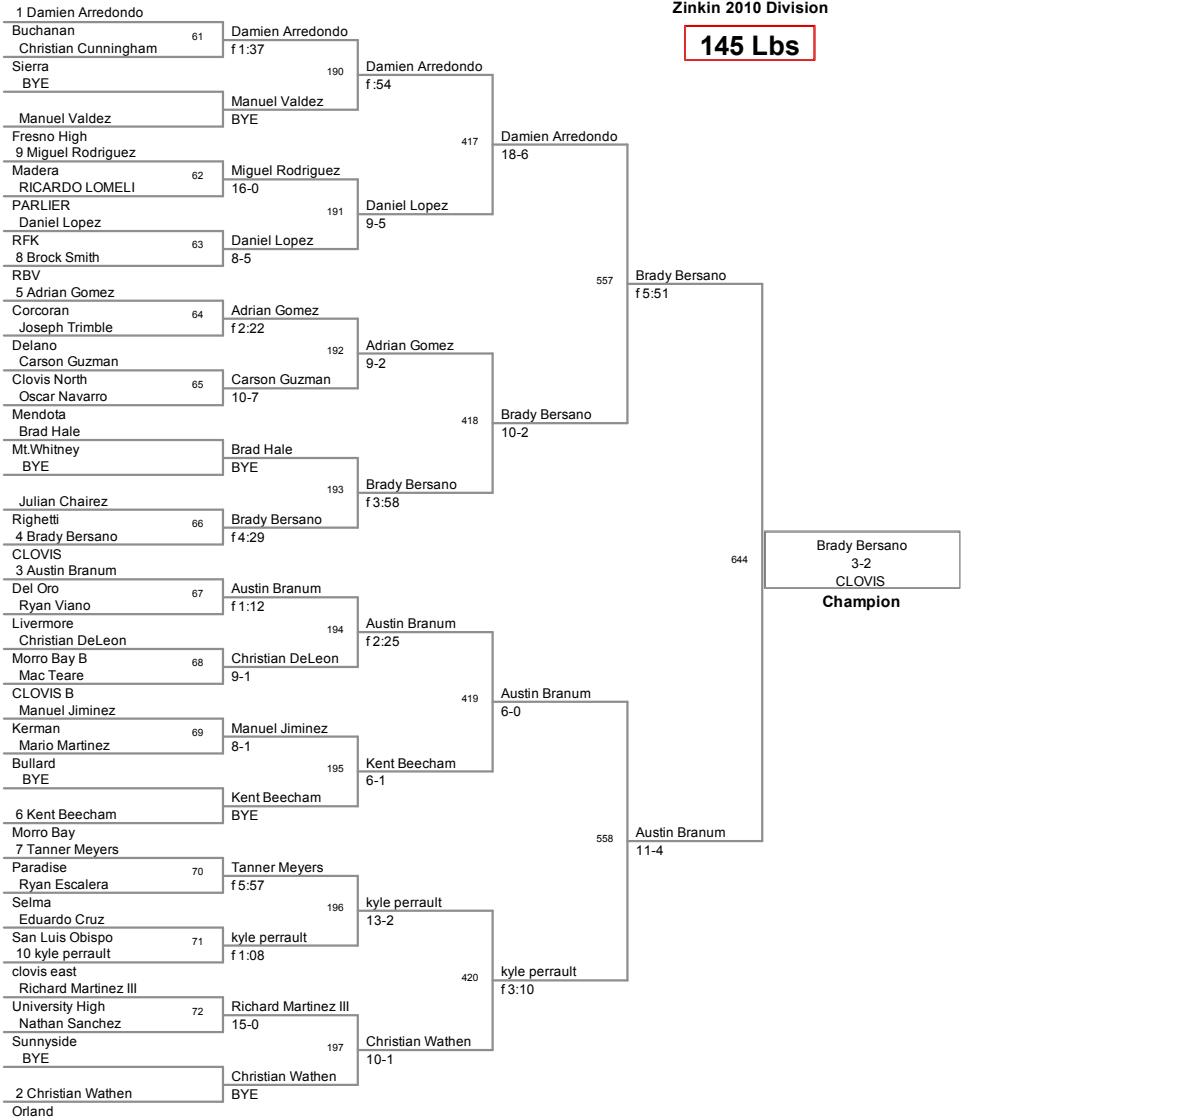 Zinkin 2010 Division
145 Lbs
1 Damien Arredondo
Buchanan
61
Christian Cunningham
Sierra
BYE
Manuel Valdez
Fresno High
9 Miguel Rodriguez
Madera
62
RICARDO LOMELI
PARLIER
Daniel Lopez
RFK
63
8 Brock Smith
RBV
5 Adrian Gomez
Corcoran
64
Joseph Trimble
Delano
Carson Guzman
Clovis North
65
Oscar Navarro
Mendota
Brad Hale
Mt.Whitney
BYE
Julian Chairez
Righetti
66
4 Brady Bersano
CLOVIS
3 Austin Branum
Del Oro
67
Ryan Viano
Livermore
Christian DeLeon
Morro Bay B
68
Mac Teare
CLOVIS B
Manuel Jiminez
Kerman
69
Mario Martinez
Bullard
BYE
6 Kent Beecham
Morro Bay
7 Tanner Meyers
Paradise
70
Ryan Escalera
Selma
Eduardo Cruz
San Luis Obispo
71
10 kyle perrault
clovis east
Richard Martinez III
University High
72
Nathan Sanchez
Sunnyside
BYE
2 Christian Wathen
Orland
Damien Arredondo
f 1:37
190
Manuel Valdez
BYE
Miguel Rodriguez
16-0
191
Daniel Lopez
8-5
Adrian Gomez
f 2:22
192
Carson Guzman
10-7
Brad Hale
BYE
193
Brady Bersano
f 4:29
Austin Branum
f 1:12
194
Christian DeLeon
9-1
Manuel Jiminez
8-1
195
Kent Beecham
BYE
Tanner Meyers
f 5:57
196
kyle perrault
f 1:08
Richard Martinez III
15-0
197
Christian Wathen
BYE
Damien Arredondo
f :54
417
Daniel Lopez
9-5
Adrian Gomez
9-2
418
Brady Bersano
f 3:58
Austin Branum
f 2:25
419
Kent Beecham
6-1
kyle perrault
13-2
420
Christian Wathen
10-1
Damien Arredondo
18-6
557
Brady Bersano
10-2
Austin Branum
6-0
558
kyle perrault
f 3:10
Brady Bersano
f 5:51
644
Austin Branum
11-4
Brady Bersano
3-2
CLOVIS
Champion